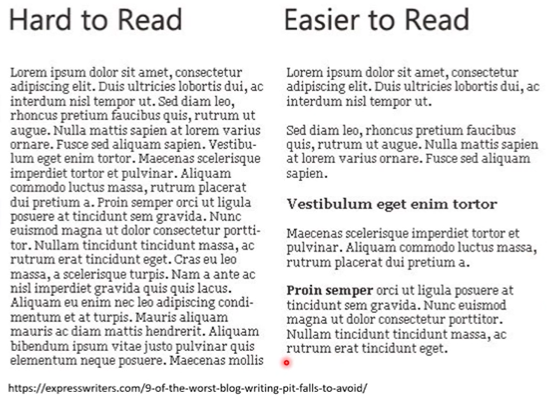 Hard to Read
Lorem ipsum dolor sit amet, consectetur
adipiscing elit. Duis ultricies lobortis dui, ac
interdum nisl tempor ut. Sed diam leo,
rhoncus pretium faucibus quis, rutrum ut
augue. Nulla mattis sapien at lorem varius
ornare. Fusce sed aliquam sapien. Vestibu-
lum eget enim tortor. Maecenas scelerisque
imperdiet tortor et pulvinar. Aliquam
commodo luctus massa, rutrum placerat
dui pretium a. Proin semper orci ut ligula
posuere at tincidunt sem gravida. Nunc
euismod magna ut dolor consectetur portti-
tor. Nullam tincidunt tincidunt massa, ac
rutrum erat tincidunt eget. Cras eu leo
massa, a scelerisque turpis. Nam a ante ac
nisl imperdiet gravida quis quis lacus.
Aliquam eu enim nec leo adipiscing condi-
mentum et at turpis. Mauris aliquam
mauris ac diam mattis hendrerit. Aliquam
bibendum ipsum vitae justo pulvinar quis
elementum neque posuere. Maecenas mollis
Easier to Read
Lorem ipsum dolor sit amet, consectetur
adipiscing elit. Duis ultricies lobortis dui, ac
interdum nisl tempor ut.
Sed diam leo, rhoncus pretium faucibus
quis, rutrum ut augue. Nulla mattis sapien
at lorem varius ornare. Fusce sed aliquam
sapien.
Vestibulum eget enim tortor
Maecenas scelerisque imperdiet tortor et
pulvinar. Aliquam commodo luctus massa,
rutrum placerat dui pretium a.
Proin semper orci ut ligula posuere at
tincidunt sem gravida. Nunc euismod
magna ut dolor consectetur porttitor.
Nullam tincidunt tincidunt massa, ac
rutrum erat tincidunt eget.
https://expresswriters.com/9-of-the-worst-blog-writing-pit-falls-to-avoid/